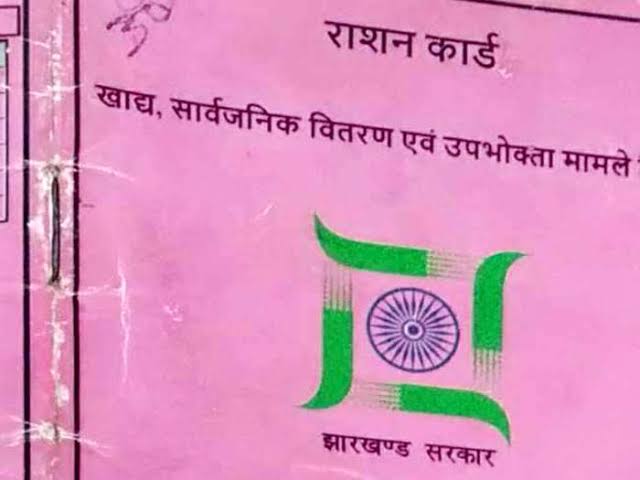 राशन कार्ड
खाद्य, सार्वजनिक वितरण एवं उपभोक्ता मामले
झारखण्ड सरकार